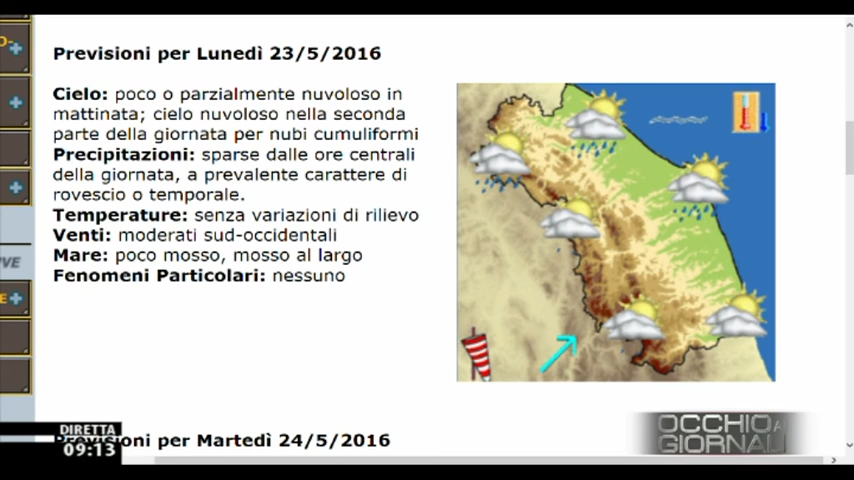 Previsioni per Lunedì 23/5/2016
Cielo: poco o parzialmente nuvoloso in
mattinata; cielo nuvoloso nella seconda
parte della giornata per nubi cumuliformi
Precipitazioni: sparse dalle ore centrali
della giornata, a prevalente carattere di
rovescio o temporale.
Temperature: senza variazioni di rilievo
Venti: moderati sud-occidentali
Mare: poco mosso, mosso al largo
Fenomeni Particolari: nessuno
Previsioni per Martedì 24/5/2016
DIRETTA
09:13
OCCHIO AI
GIORNALI